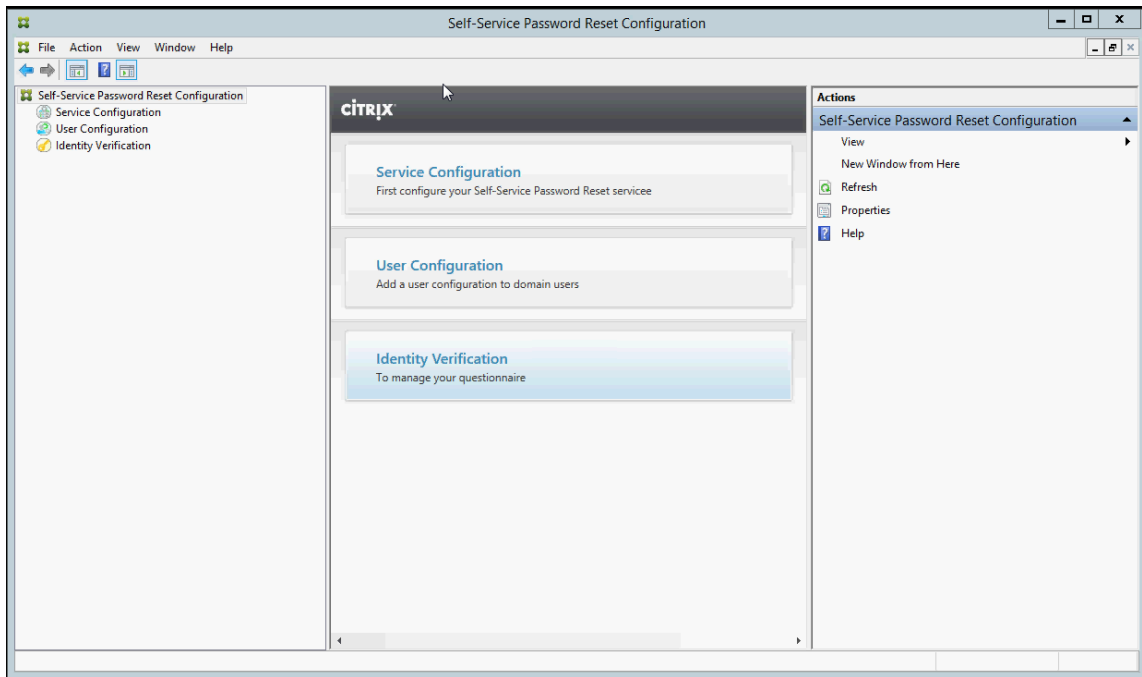 Self-Service Password Reset Configuration
File Action View Window Help
Self-Service Password Reset Configuration
Service Configuration
User Configuration
Identity Verification
CITRIX
Service Configuration
First configure your Self-Service Password Reset servicee
User Configuration
Add a user configuration to domain users
Identity Verification
To manage your questionnaire
Actions
Self-Service Password Reset Configuration
View
New Window from Here
Refresh
Properties
Help